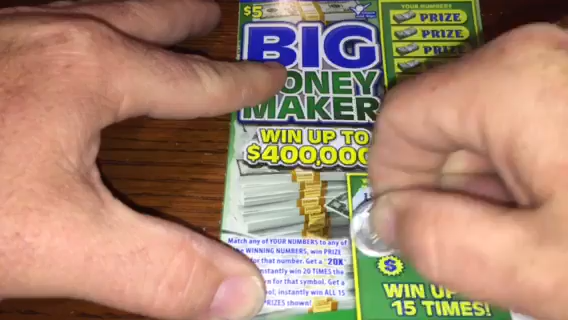 $5
BIG
ONEY
MAKER
WIN UP TO
$400,000
YOUR NUMBERS
PRIZE
PRIZE
Match any of YOUR NUMBERS to any of
WINNING NUMBERS, win PRIZE
for that number. Get a "20X"
instantly win 20 TIMES the
for that symbol. Get a
instantly win ALL 15
PRIZES shown!
$
WIN UP
15 TIMES!